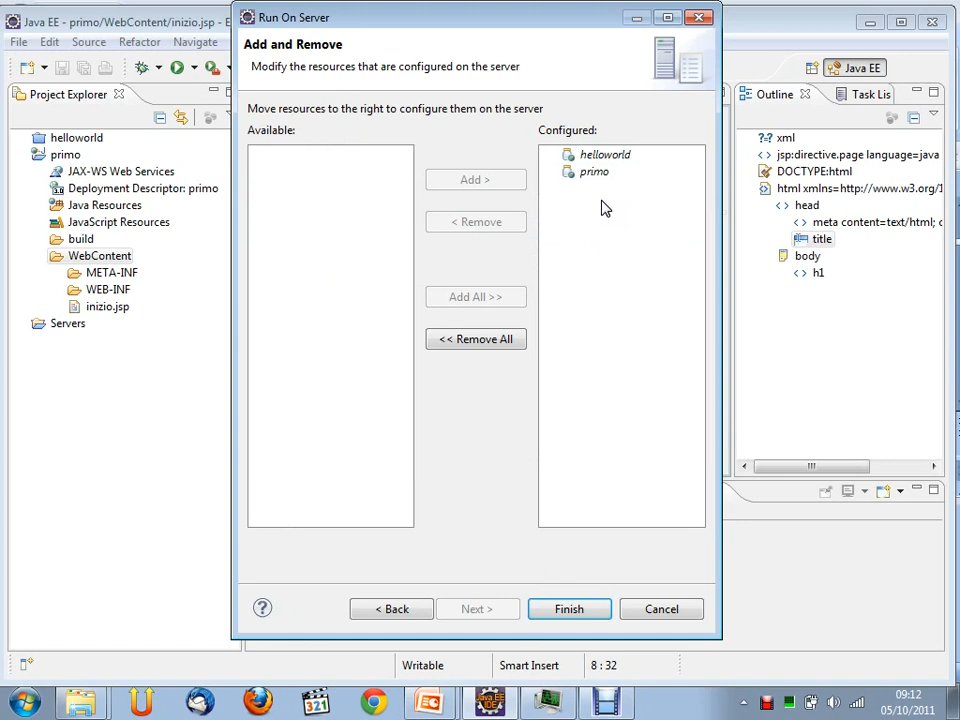 Java EE - primo/WebContent/inizio.jsp
File Edit Source Refactor Navigate
Java EE
Project Explorer
helloworld
primo
JAX-WS Web Services
Deployment Descriptor: primo
Java Resources
JavaScript Resources
build
WebContent
META-INF
WEB-INF
inizio.jsp
Servers
Run On Server
Add and Remove
Modify the resources that are configured on the server
Move resources to the right to configure them on the server
Available:
Configured:
helloworld
primo
Add >
< Remove
Add All >>
<< Remove All
?
< Back
Next >
Finish
Cancel
Outline
Task Lis
xml
jsp:directive.page language=java
DOCTYPE:html
html xmlns=http://www.w3.org/1
head
meta content=text/html; c
title
body
h1
Writable
Smart Insert
8 : 32
321
Java EE
IDE
09:12
05/10/2011